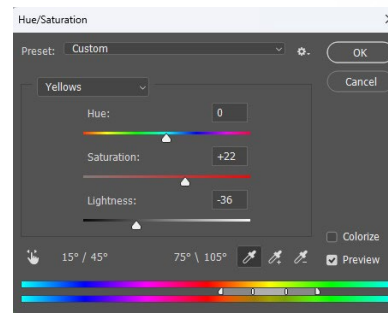 Hue/Saturation
Preset: Custom
OK
Cancel
Yellows
Hue: 0
Saturation: +22
Lightness: -36
Colorize
15° / 45° 75° \ 105° Preview